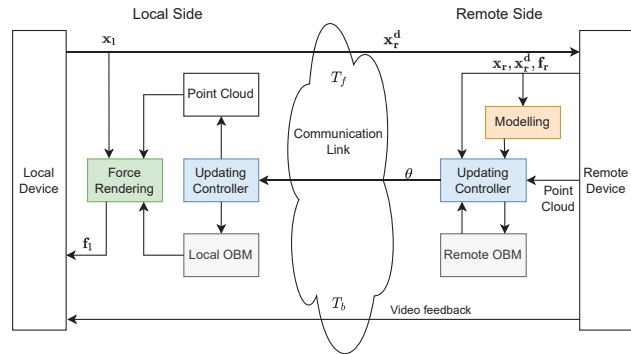 Local Side
Remote Side
x_l
x_r^d
x_r, x_r^d, f_r
T_f
Point Cloud
Modelling
Communication
Link
Local
Device
Force
Rendering
Updating
Controller
θ
Updating
Controller
Point
Cloud
Remote
Device
f_l
Local OBM
Remote OBM
T_b
Video feedback